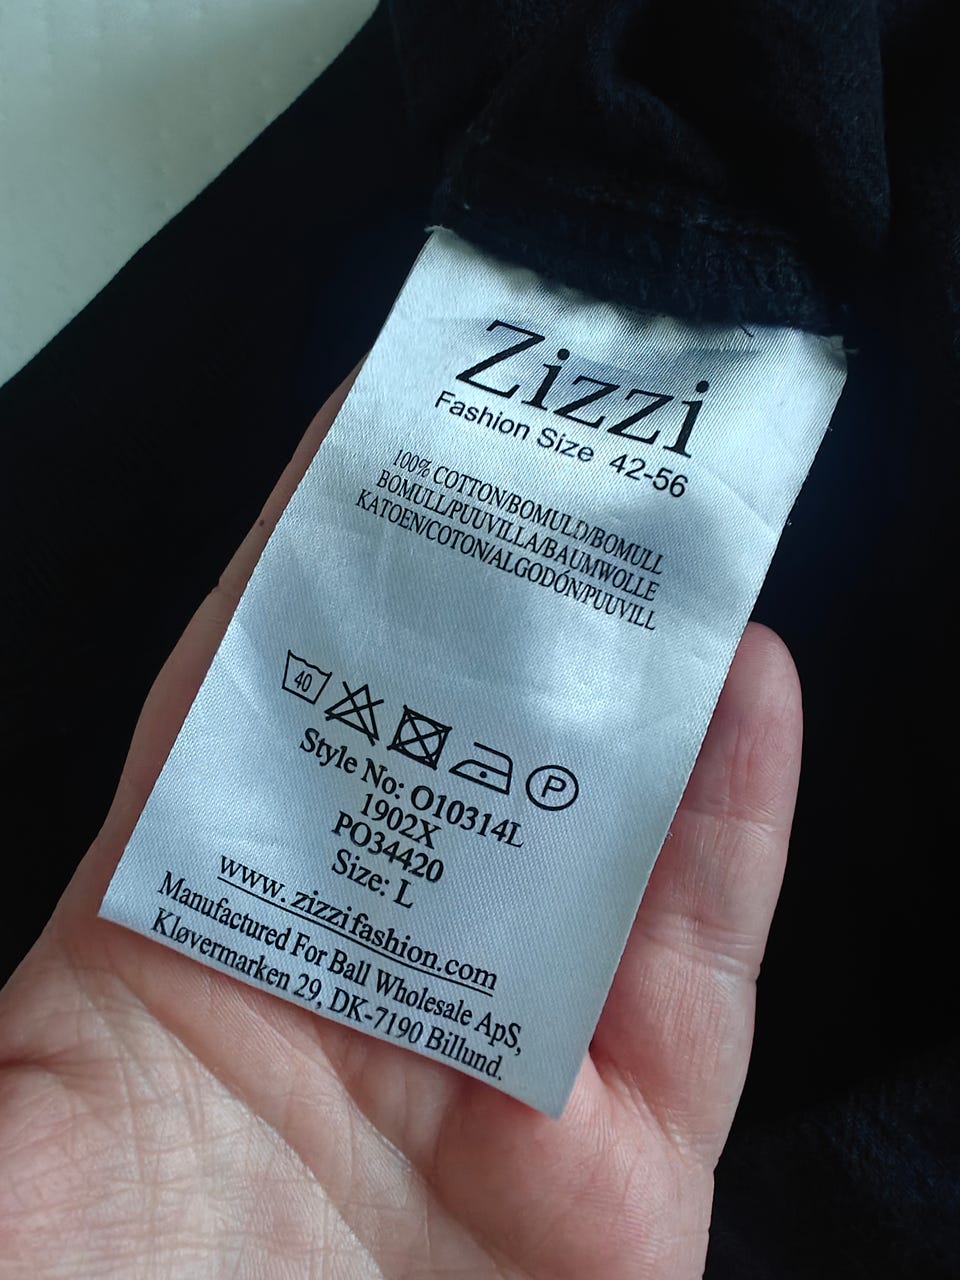 Zizzi
Fashion Size 42-56
100% COTTON/BOMULD/BOMULL
BOMULL/PUUVILLA/BAUMWOLLE
KATOEN/COTON/ALGODÓN/PUUVILL
40
P
Style No: O10314L
1902X
PO34420
Size: L
www.zizzifashion.com
Manufactured For Ball Wholesale ApS,
Kløvermarken 29, DK-7190 Billund.